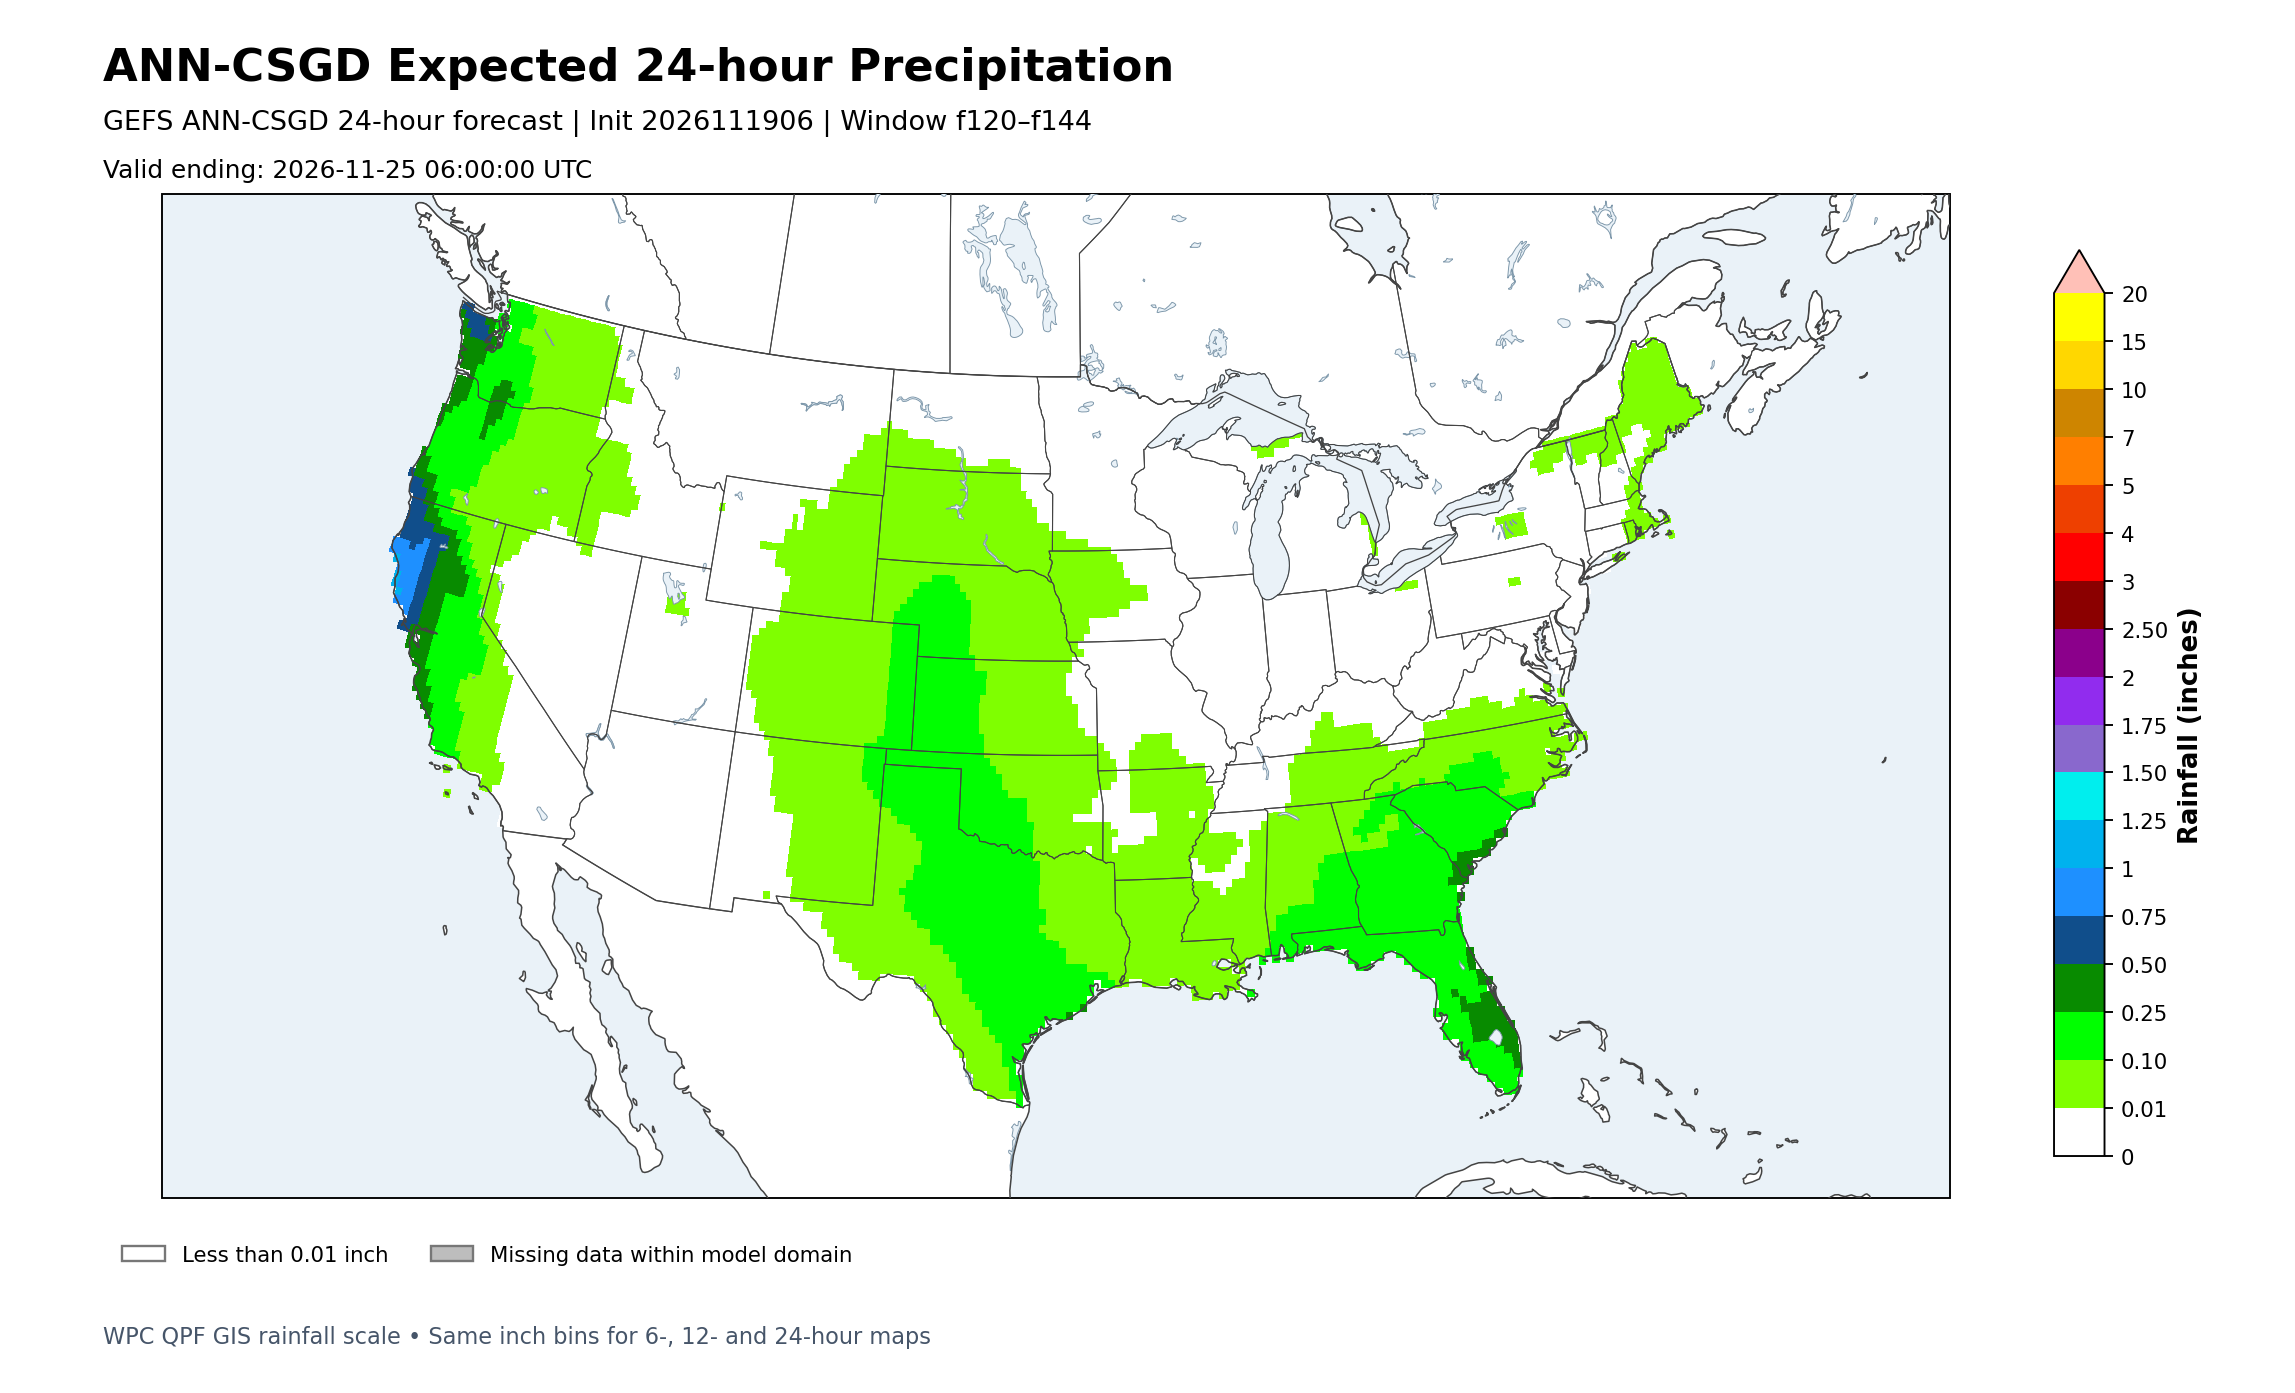 ANN-CSGD Expected 24-hour Precipitation
GEFS ANN-CSGD 24-hour forecast | Init 2026111906 | Window f120–f144
Valid ending: 2026-11-25 06:00:00 UTC
20
15
10
7
5
4
3
2.50
2
1.75
1.50
1.25
1
0.75
0.50
0.25
0.10
0.01
0
Rainfall (inches)
Less than 0.01 inch
Missing data within model domain
WPC QPF GIS rainfall scale • Same inch bins for 6-, 12- and 24-hour maps